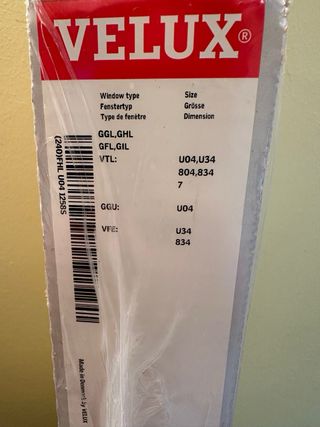 VELUX®
Window type Size
Fenstertyp Grösse
Type de fenêtre Dimension
GGL,GHL
GFL,GIL
VTL: U04,U34
804,834
7
GGU: U04
VFE: U34
834
(240)FHL U04 1258S
Made in Denmark by VELUX